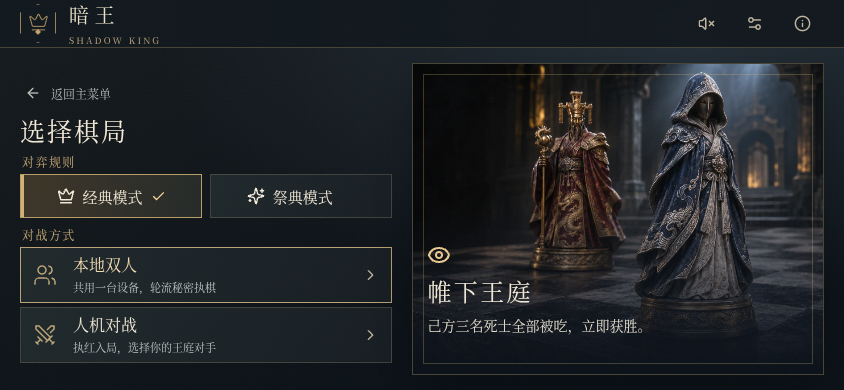 暗王
SHADOW KING
返回主菜单
选择棋局
对弈规则
经典模式
祭典模式
对战方式
本地双人
共用一台设备，轮流秘密执棋
人机对战
执红入局，选择你的王庭对手
帷下王庭
己方三名死士全部被吃，立即获胜。